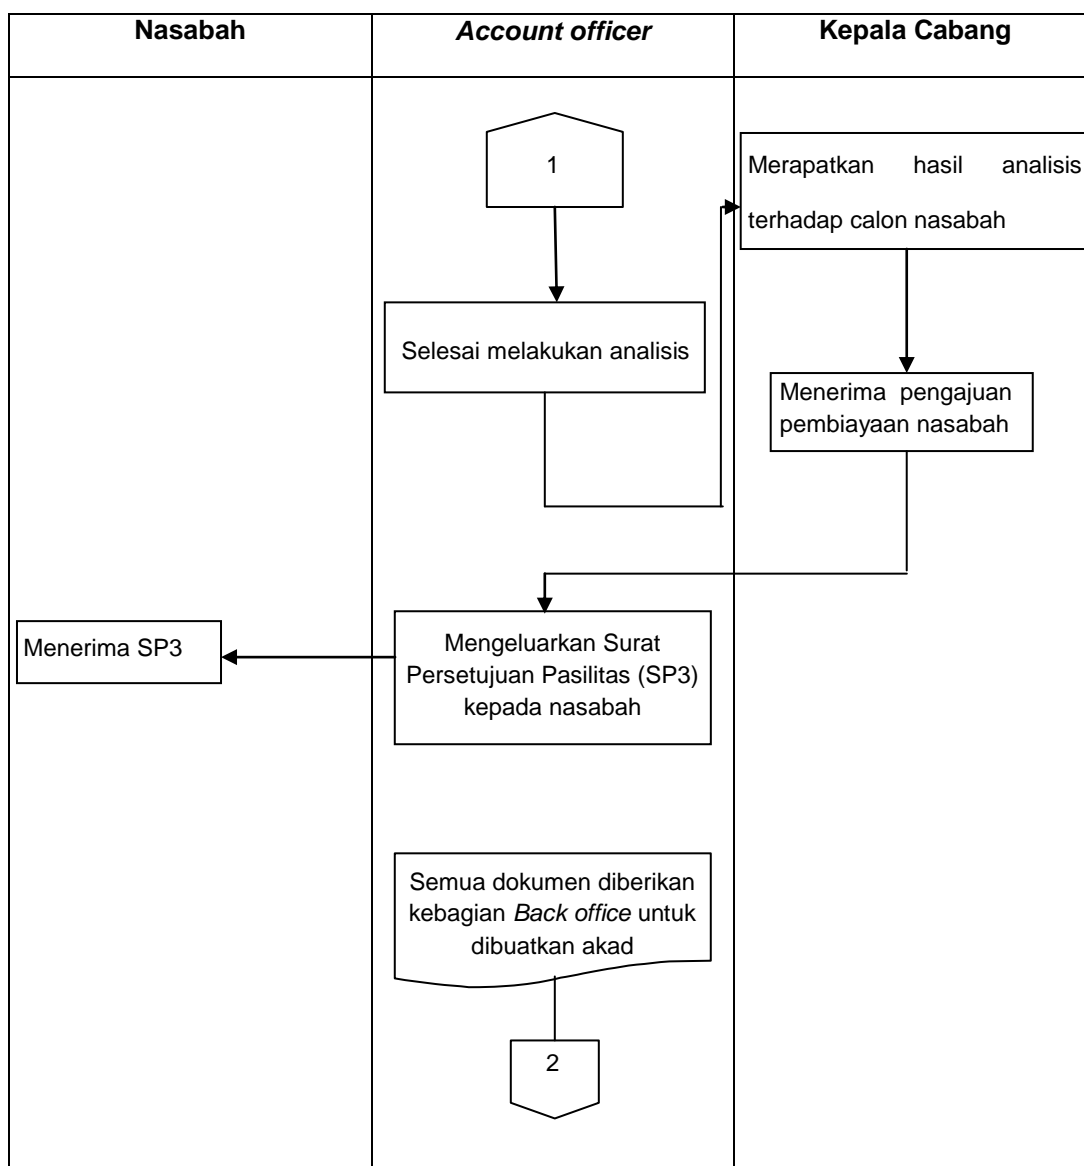 Nasabah
Account officer
Kepala Cabang
1
Merapatkan hasil analisis
terhadap calon nasabah
Selesai melakukan analisis
Menerima pengajuan
pembiayaan nasabah
Menerima SP3
Mengeluarkan Surat
Persetujuan Pasilitas (SP3)
kepada nasabah
Semua dokumen diberikan
kebagian Back office untuk
dibuatkan akad
2